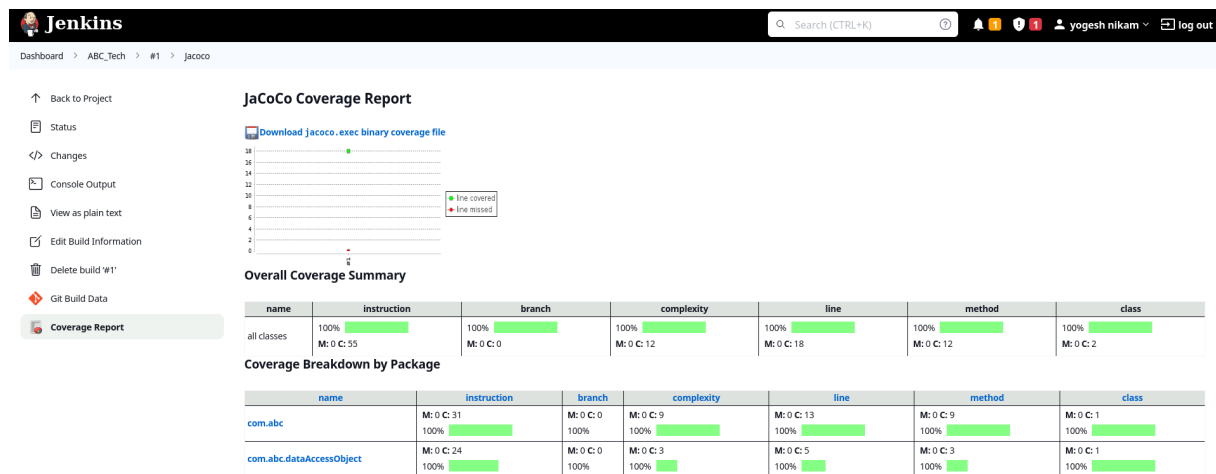 Jenkins
Search (CTRL+K)
1
1
yogesh nikam
log out
Dashboard > ABC_Tech > #1 > Jacoco
Back to Project
Status
Changes
Console Output
View as plain text
Edit Build Information
Delete build '#1'
Git Build Data
Coverage Report
JaCoCo Coverage Report
Download jacoco.exec binary coverage file
18
16
14
12
10
8
6
4
2
0
line covered
line missed
#1
Overall Coverage Summary
name instruction branch complexity line method class
all classes
100% 100% 100% 100% 100% 100%
M: 0 C: 55 M: 0 C: 0 M: 0 C: 12 M: 0 C: 18 M: 0 C: 12 M: 0 C: 2
Coverage Breakdown by Package
name instruction branch complexity line method class
com.abc
M: 0 C: 31 M: 0 C: 0 M: 0 C: 9 M: 0 C: 13 M: 0 C: 9 M: 0 C: 1
100% 100% 100% 100% 100% 100%
com.abc.dataAccessObject
M: 0 C: 24 M: 0 C: 0 M: 0 C: 3 M: 0 C: 5 M: 0 C: 3 M: 0 C: 1
100% 100% 100% 100% 100% 100%